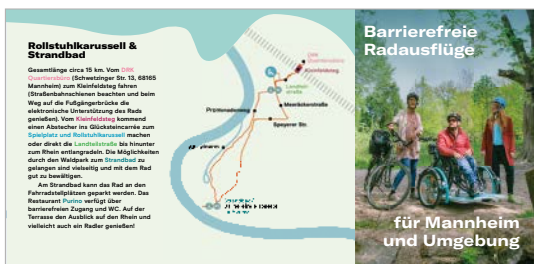 Rollstuhlkarussell &
Strandbad
Gesamtlänge circa 15 km. Vom DRK
Quartiersbüro (Schwetzinger Str. 13, 68165
Mannheim) zum Kleinfeldsteg fahren
(Straßenbahnschienen beachten und beim
Weg auf die Fußgängerbrücke die
elektronische Unterstützung des Rads
genießen). Vom Kleinfeldsteg kommend
einen Abstecher ins Glücksteincarrée zum
Spielplatz und Rollstuhlkarussell machen
oder direkt die Landteilstraße bis hinunter
zum Rhein entlangradeln. Die Möglichkeiten
durch den Waldpark zum Strandbad zu
gelangen sind vielseitig und mit dem Rad
gut zu bewältigen.
Am Strandbad kann das Rad an den
Fahrradstellplätzen geparkt werden. Das
Restaurant Purino verfügt über
barrierefreien Zugang und WC. Auf der
Terrasse den Ausblick auf den Rhein und
vielleicht auch ein Radler genießen!
DRK
Quartiersbüro
Kleinfeldsteg
Landteil-
straße
Meeräckerstraße
Promenadenweg
Speyerer Str.
Barrierefreie
Radausflüge
für Mannheim
und Umgebung